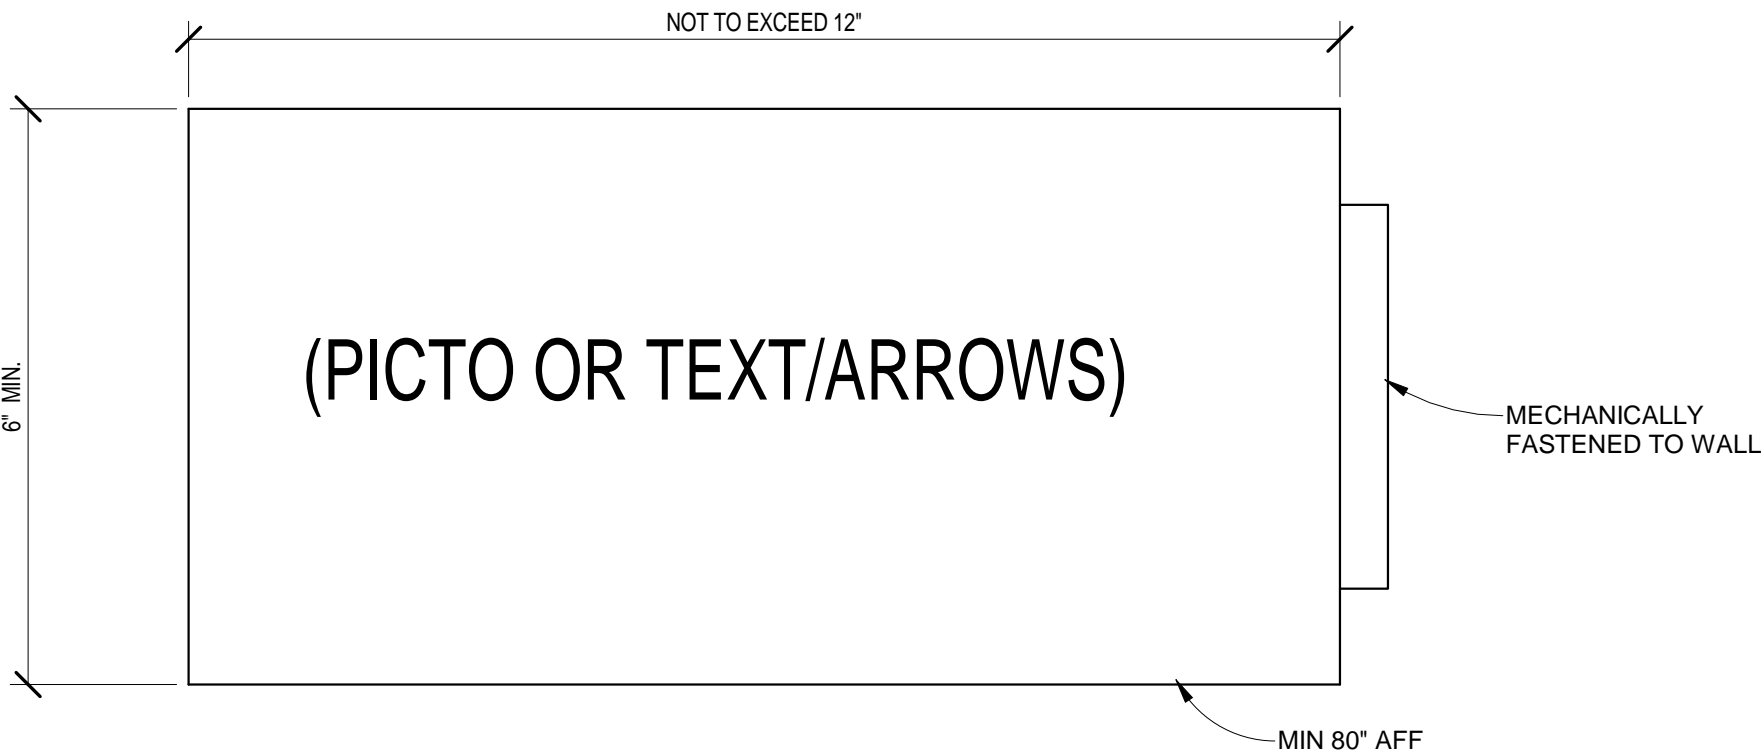 NOT TO EXCEED 12"
6" MIN.
(PICTO OR TEXT/ARROWS)
MECHANICALLY
FASTENED TO WALL
MIN 80" AFF